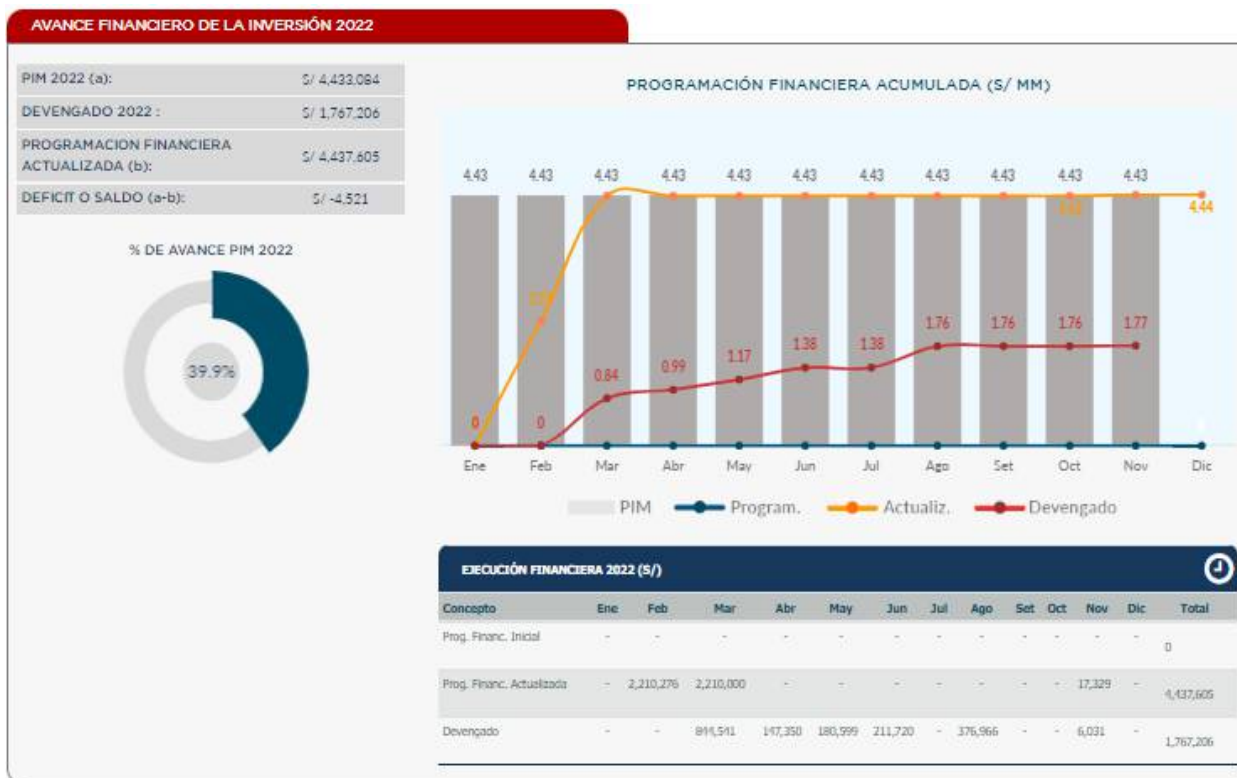 AVANCE FINANCIERO DE LA INVERSIÓN 2022
PIM 2022 (a): S/ 4,433,084
DEVENGADO 2022 : S/ 1,767,206
PROGRAMACION FINANCIERA
ACTUALIZADA (b): S/ 4,437,605
DEFICIT O SALDO (a-b): S/ -4,521
% DE AVANCE PIM 2022
39.9%
PROGRAMACIÓN FINANCIERA ACUMULADA (S/ MM)
4.43 4.43 4.43 4.43 4.43 4.43 4.43 4.43 4.43 4.43 4.43
4.44
0 0 0.84 0.99 1.17 1.38 1.38 1.76 1.76 1.76 1.77
Ene Feb Mar Abr May Jun Jul Ago Set Oct Nov Dic
PIM Program. Actualiz. Devengado
EJECUCIÓN FINANCIERA 2022 (S/)
Concepto Ene Feb Mar Abr May Jun Jul Ago Set Oct Nov Dic Total
Prog. Financ. Inicial - - - - - - - - - - - - 0
Prog. Financ. Actualizada - 2,210,276 2,210,000 - - - - - - - 17,329 - 4,437,605
Devengado - - 844,541 147,350 180,599 211,720 - 376,966 - - 6,031 - 1,767,206